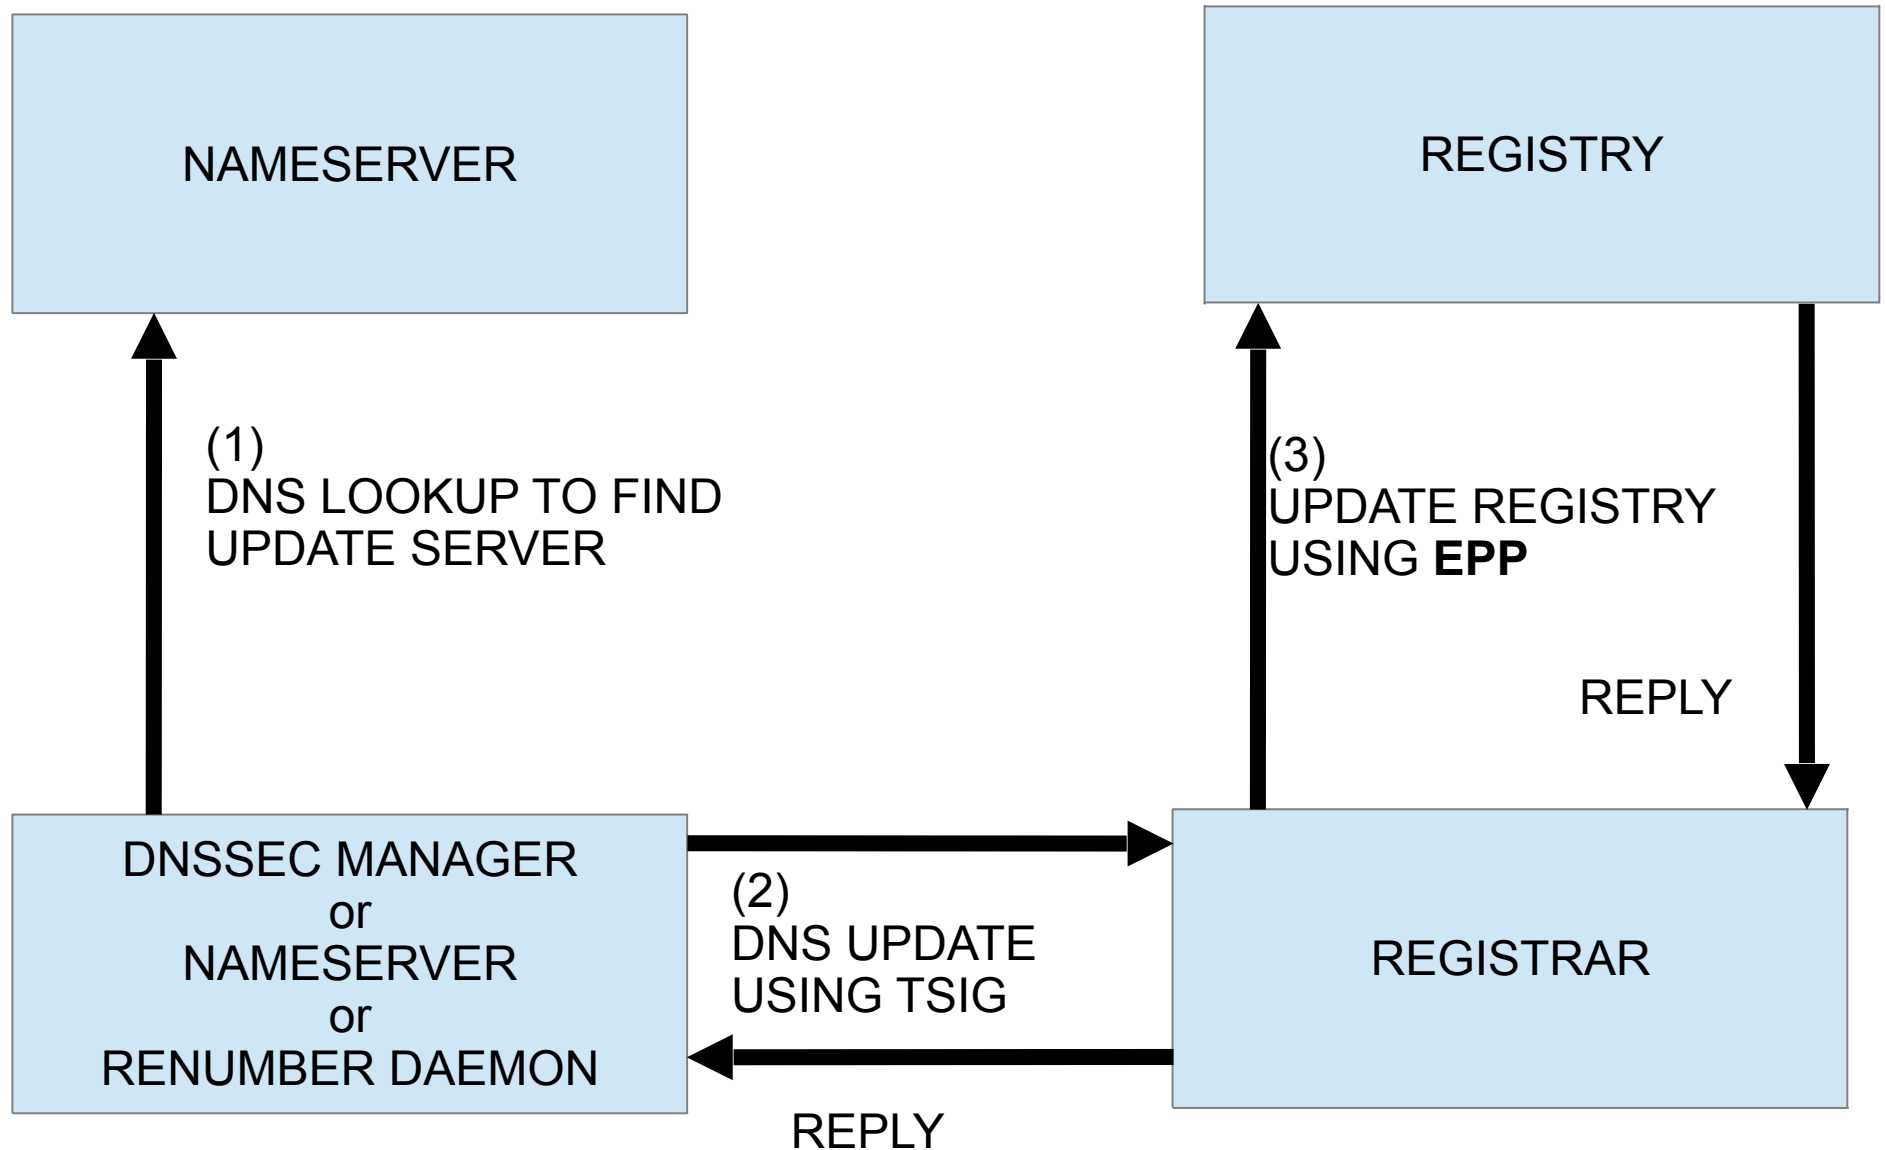 NAMESERVER
REGISTRY
(1)
DNS LOOKUP TO FIND
UPDATE SERVER
(3)
UPDATE REGISTRY
USING EPP
REPLY
DNSSEC MANAGER
or
NAMESERVER
or
RENUMBER DAEMON
(2)
DNS UPDATE
USING TSIG
REPLY
REGISTRAR